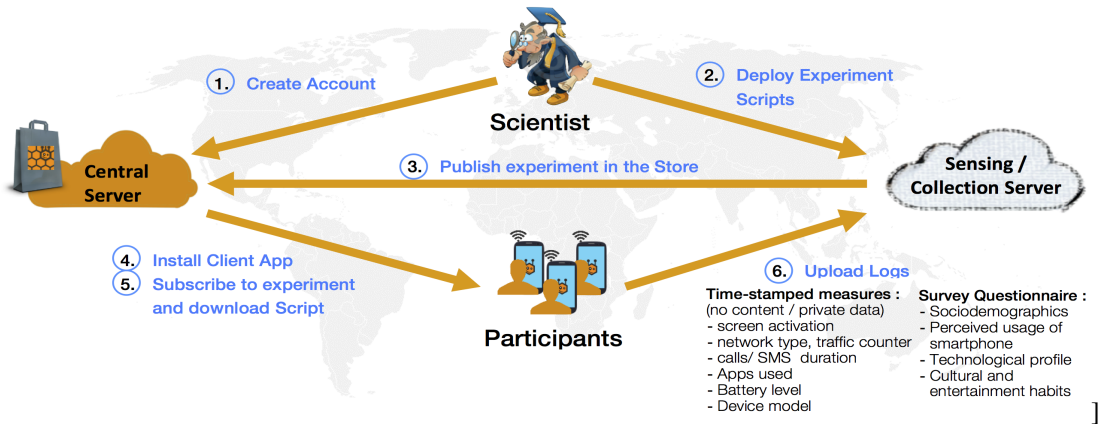 1. Create Account
2. Deploy Experiment
Scripts
Scientist
Central
Server
3. Publish experiment in the Store
Sensing /
Collection Server
4. Install Client App
5. Subscribe to experiment
and download Script
Participants
6. Upload Logs
Time-stamped measures :
(no content / private data)
- screen activation
- network type, traffic counter
- calls/ SMS duration
- Apps used
- Battery level
- Device model
Survey Questionnaire :
- Sociodemographics
- Perceived usage of
smartphone
- Technological profile
- Cultural and
entertainment habits
]